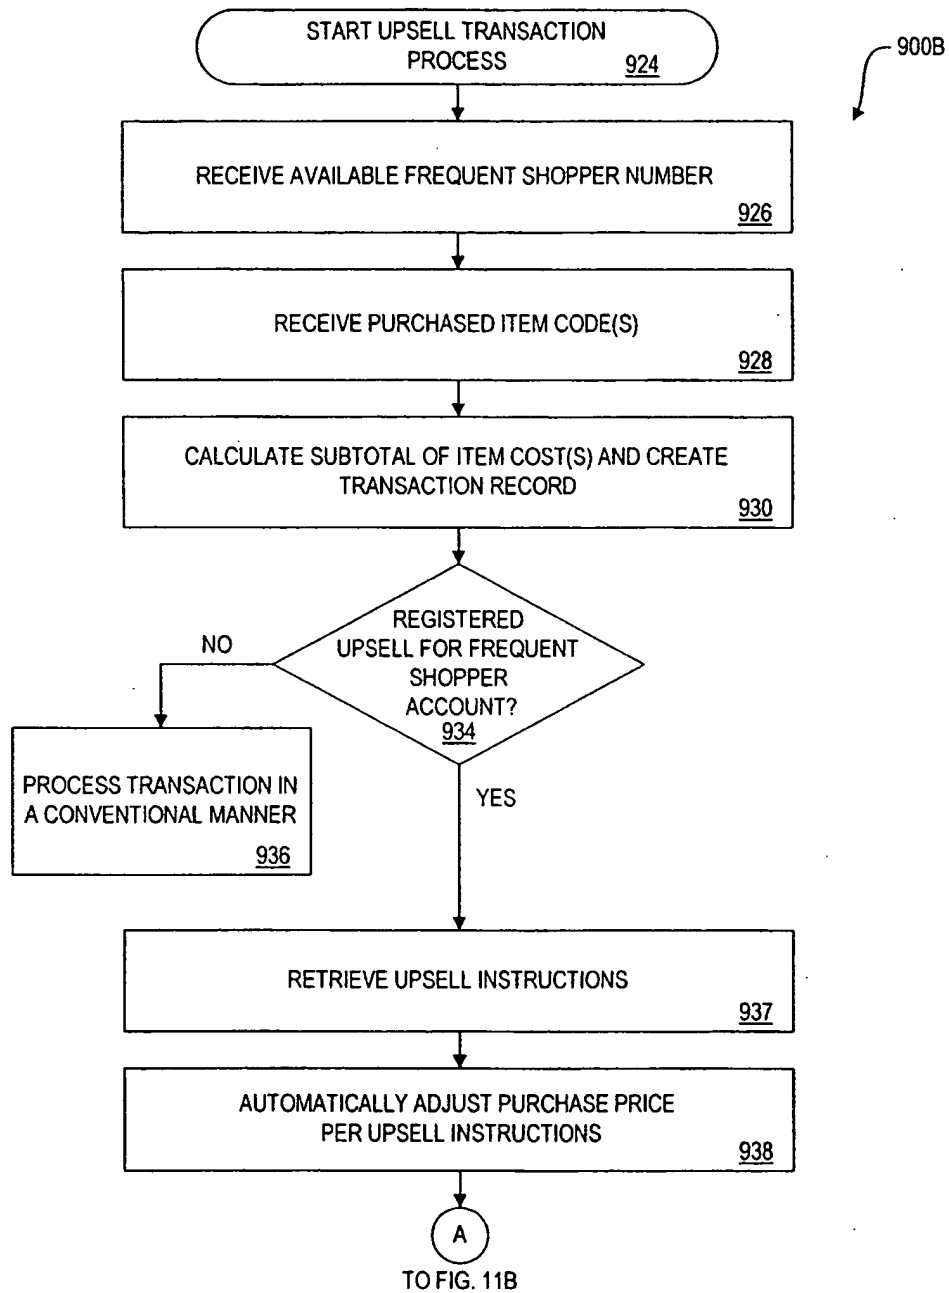 START UPSELL TRANSACTION
PROCESS
924
900B
RECEIVE AVAILABLE FREQUENT SHOPPER NUMBER
926
RECEIVE PURCHASED ITEM CODE(S)
928
CALCULATE SUBTOTAL OF ITEM COST(S) AND CREATE
TRANSACTION RECORD
930
REGISTERED
UPSELL FOR FREQUENT
SHOPPER
ACCOUNT?
934
NO
PROCESS TRANSACTION IN
A CONVENTIONAL MANNER
936
YES
RETRIEVE UPSELL INSTRUCTIONS
937
AUTOMATICALLY ADJUST PURCHASE PRICE
PER UPSELL INSTRUCTIONS
938
A
TO FIG. 11B